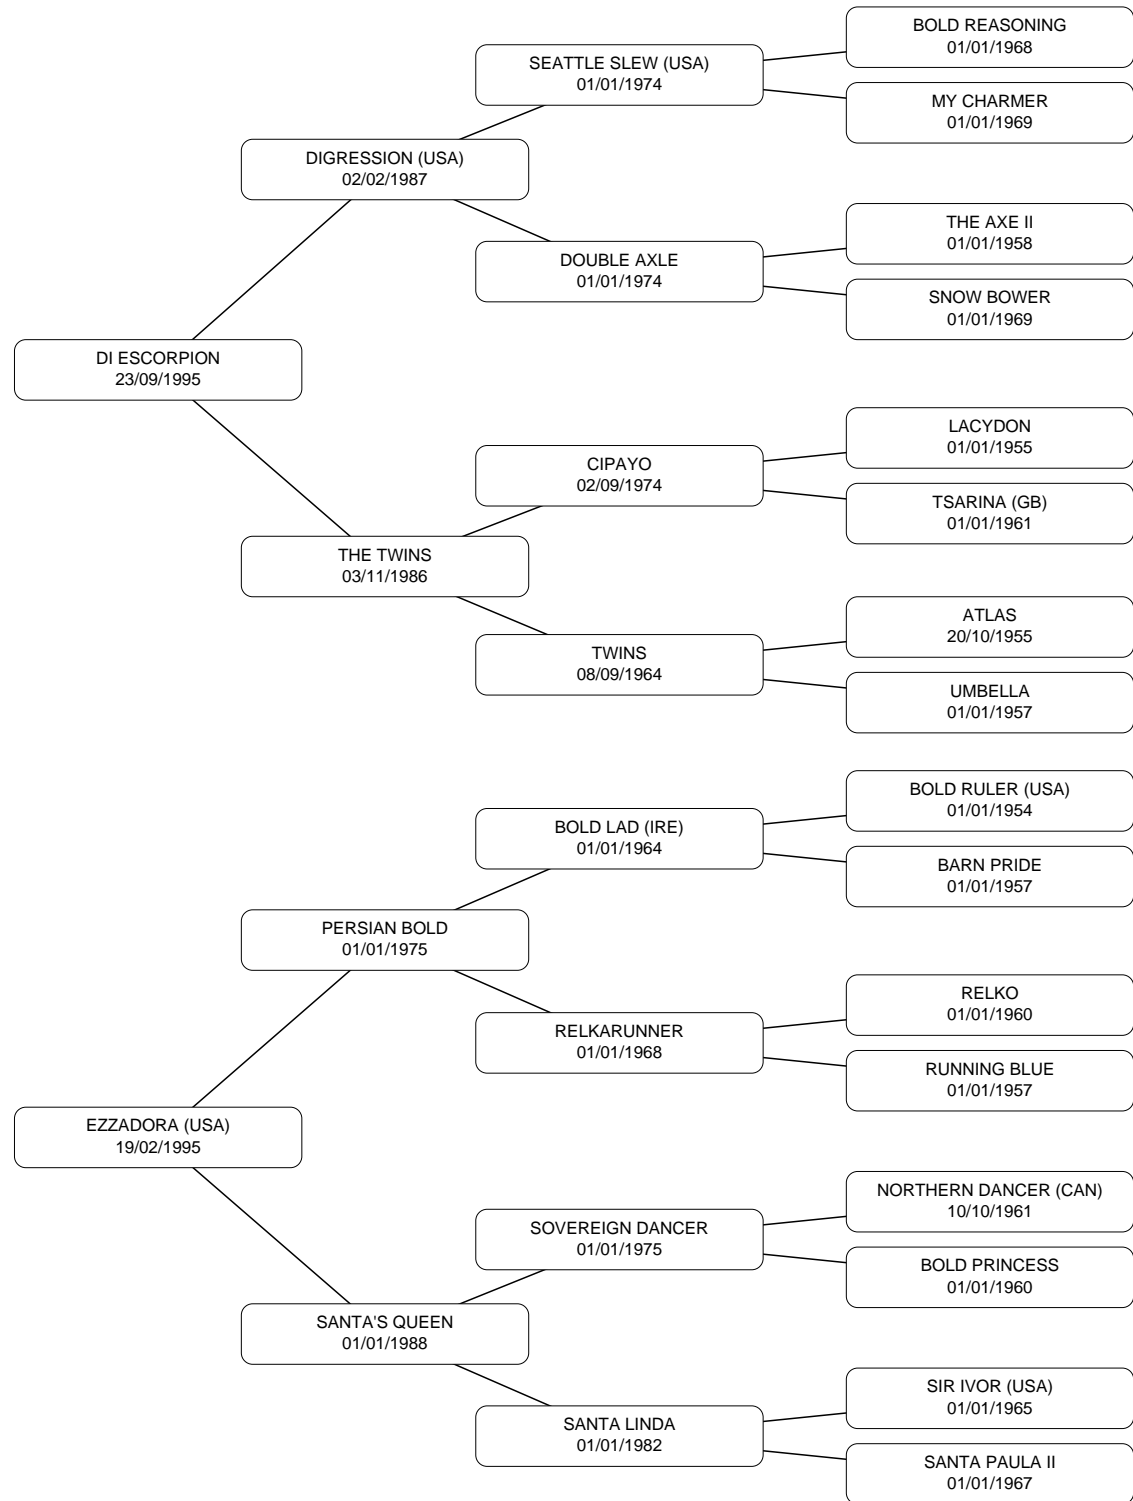 BOLD REASONING
01/01/1968
SEATTLE SLEW (USA)
01/01/1974
MY CHARMER
01/01/1969
DIGRESSION (USA)
02/02/1987
THE AXE II
01/01/1958
DOUBLE AXLE
01/01/1974
SNOW BOWER
01/01/1969
DI ESCORPION
23/09/1995
LACYDON
01/01/1955
CIPAYO
02/09/1974
TSARINA (GB)
01/01/1961
THE TWINS
03/11/1986
ATLAS
20/10/1955
TWINS
08/09/1964
UMBELLA
01/01/1957
BOLD RULER (USA)
01/01/1954
BOLD LAD (IRE)
01/01/1964
BARN PRIDE
01/01/1957
PERSIAN BOLD
01/01/1975
RELKO
01/01/1960
RELKARUNNER
01/01/1968
RUNNING BLUE
01/01/1957
EZZADORA (USA)
19/02/1995
NORTHERN DANCER (CAN)
10/10/1961
SOVEREIGN DANCER
01/01/1975
BOLD PRINCESS
01/01/1960
SANTA'S QUEEN
01/01/1988
SIR IVOR (USA)
01/01/1965
SANTA LINDA
01/01/1982
SANTA PAULA II
01/01/1967